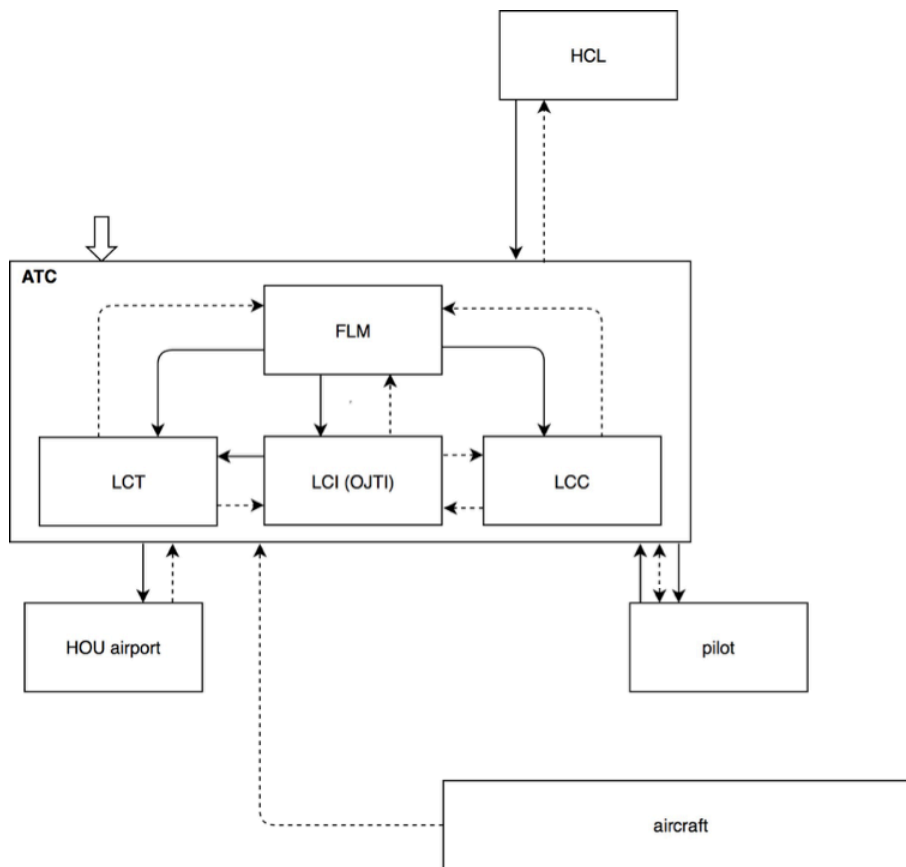 HCL
ATC
FLM
LCT
LCI (OJTI)
LCC
HOU airport
pilot
aircraft